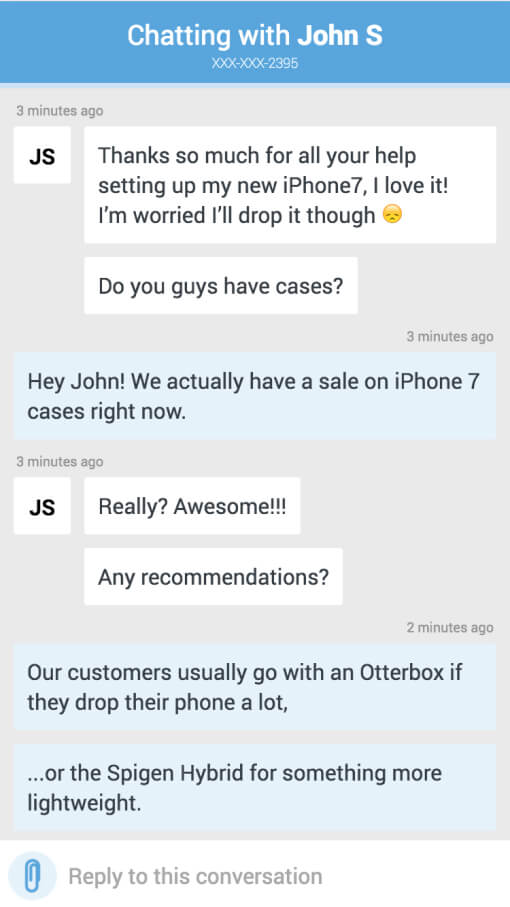 Chatting with John S
XXX-XXX-2395
3 minutes ago
JS
Thanks so much for all your help
setting up my new iPhone7, I love it!
I'm worried I'll drop it though 😞
Do you guys have cases?
3 minutes ago
Hey John! We actually have a sale on iPhone 7
cases right now.
3 minutes ago
JS
Really? Awesome!!!
Any recommendations?
2 minutes ago
Our customers usually go with an Otterbox if
they drop their phone a lot,
...or the Spigen Hybrid for something more
lightweight.
Reply to this conversation